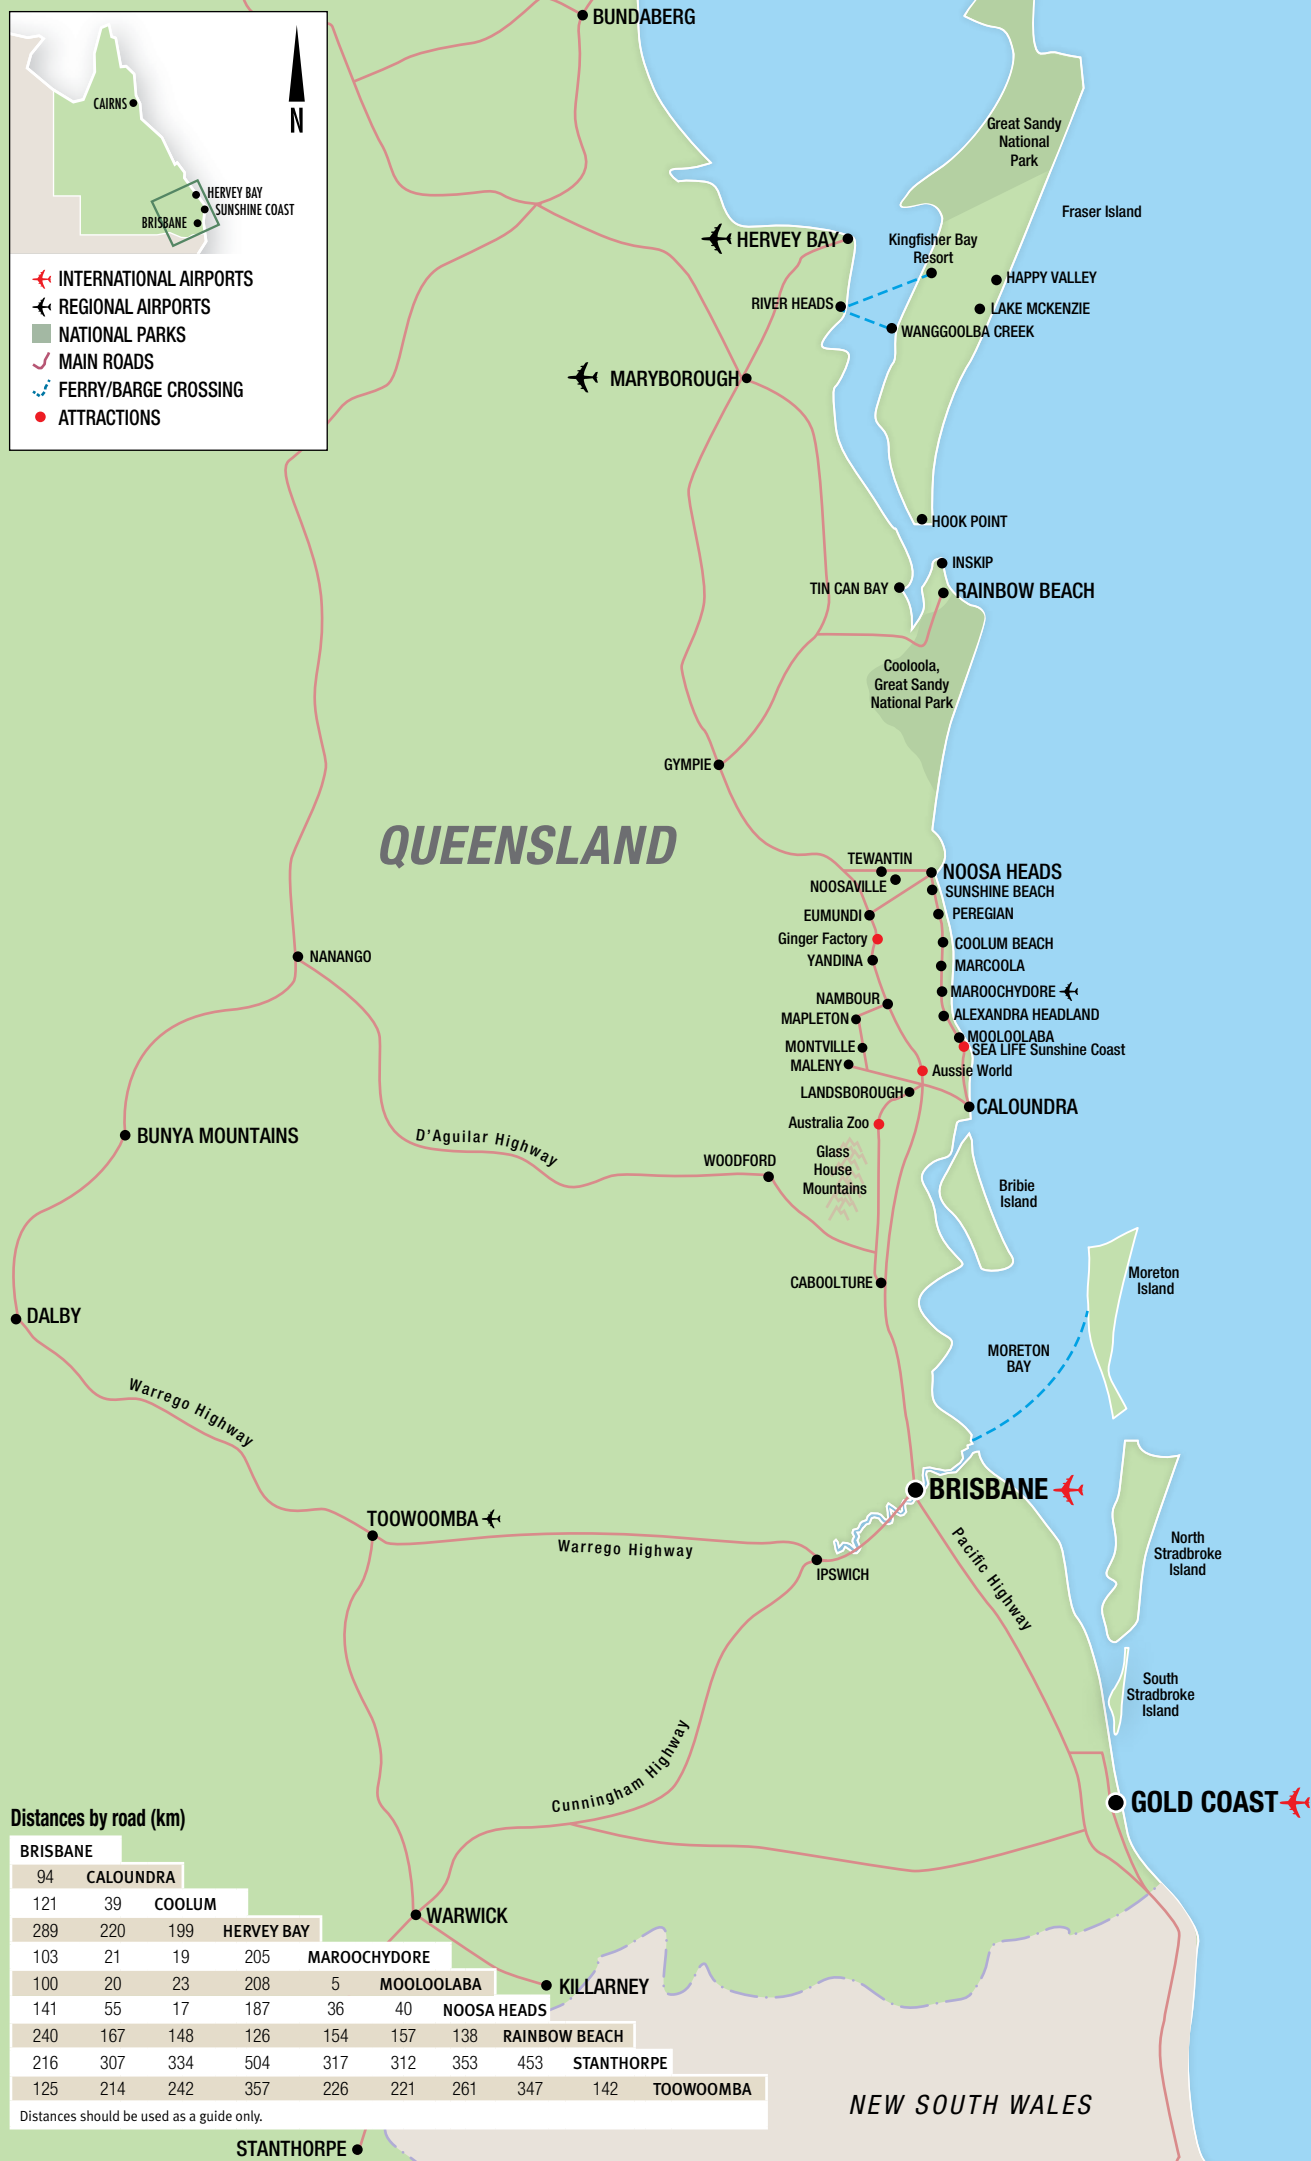 BUNDABERG
CAIRNS
N
HERVEY BAY
SUNSHINE COAST
BRISBANE
INTERNATIONAL AIRPORTS
REGIONAL AIRPORTS
NATIONAL PARKS
MAIN ROADS
FERRY/BARGE CROSSING
ATTRACTIONS
Great Sandy
National
Park
Fraser Island
HERVEY BAY
Kingfisher Bay
Resort
HAPPY VALLEY
RIVER HEADS
LAKE MCKENZIE
WANGGOOLBA CREEK
MARYBOROUGH
HOOK POINT
INSKIP
TIN CAN BAY
RAINBOW BEACH
Cooloola,
Great Sandy
National Park
GYMPIE
QUEENSLAND
TEWANTIN
NOOSA HEADS
NOOSAVILLE
SUNSHINE BEACH
EUMUNDI
PEREGIAN
Ginger Factory
COOLUM BEACH
NANANGO
YANDINA
MARCOOLA
NAMBOUR
MAROOCHYDORE
MAPLETON
ALEXANDRA HEADLAND
MOOLOOLABA
MONTVILLE
SEA LIFE Sunshine Coast
MALENY
Aussie World
LANDSBOROUGH
CALOUNDRA
Australia Zoo
BUNYA MOUNTAINS
D'Aguilar Highway
Glass
House
Mountains
WOODFORD
Bribie
Island
CABOOLTURE
Moreton
Island
DALBY
MORETON
BAY
Warrego Highway
BRISBANE
TOOWOOMBA
Warrego Highway
Pacific Highway
North
Stradbroke
Island
IPSWICH
South
Stradbroke
Island
Cunningham Highway
GOLD COAST
Distances by road (km)
BRISBANE
94 CALOUNDRA
121 39 COOLUM
289 220 199 HERVEY BAY
103 21 19 205 MAROOCHYDORE
100 20 23 208 5 MOOLOOLABA
141 55 17 187 36 40 NOOSA HEADS
240 167 148 126 154 157 138 RAINBOW BEACH
216 307 334 504 317 312 353 453 STANTHORPE
125 214 242 357 226 221 261 347 142 TOOWOOMBA
Distances should be used as a guide only.
WARWICK
KILLARNEY
NEW SOUTH WALES
STANTHORPE